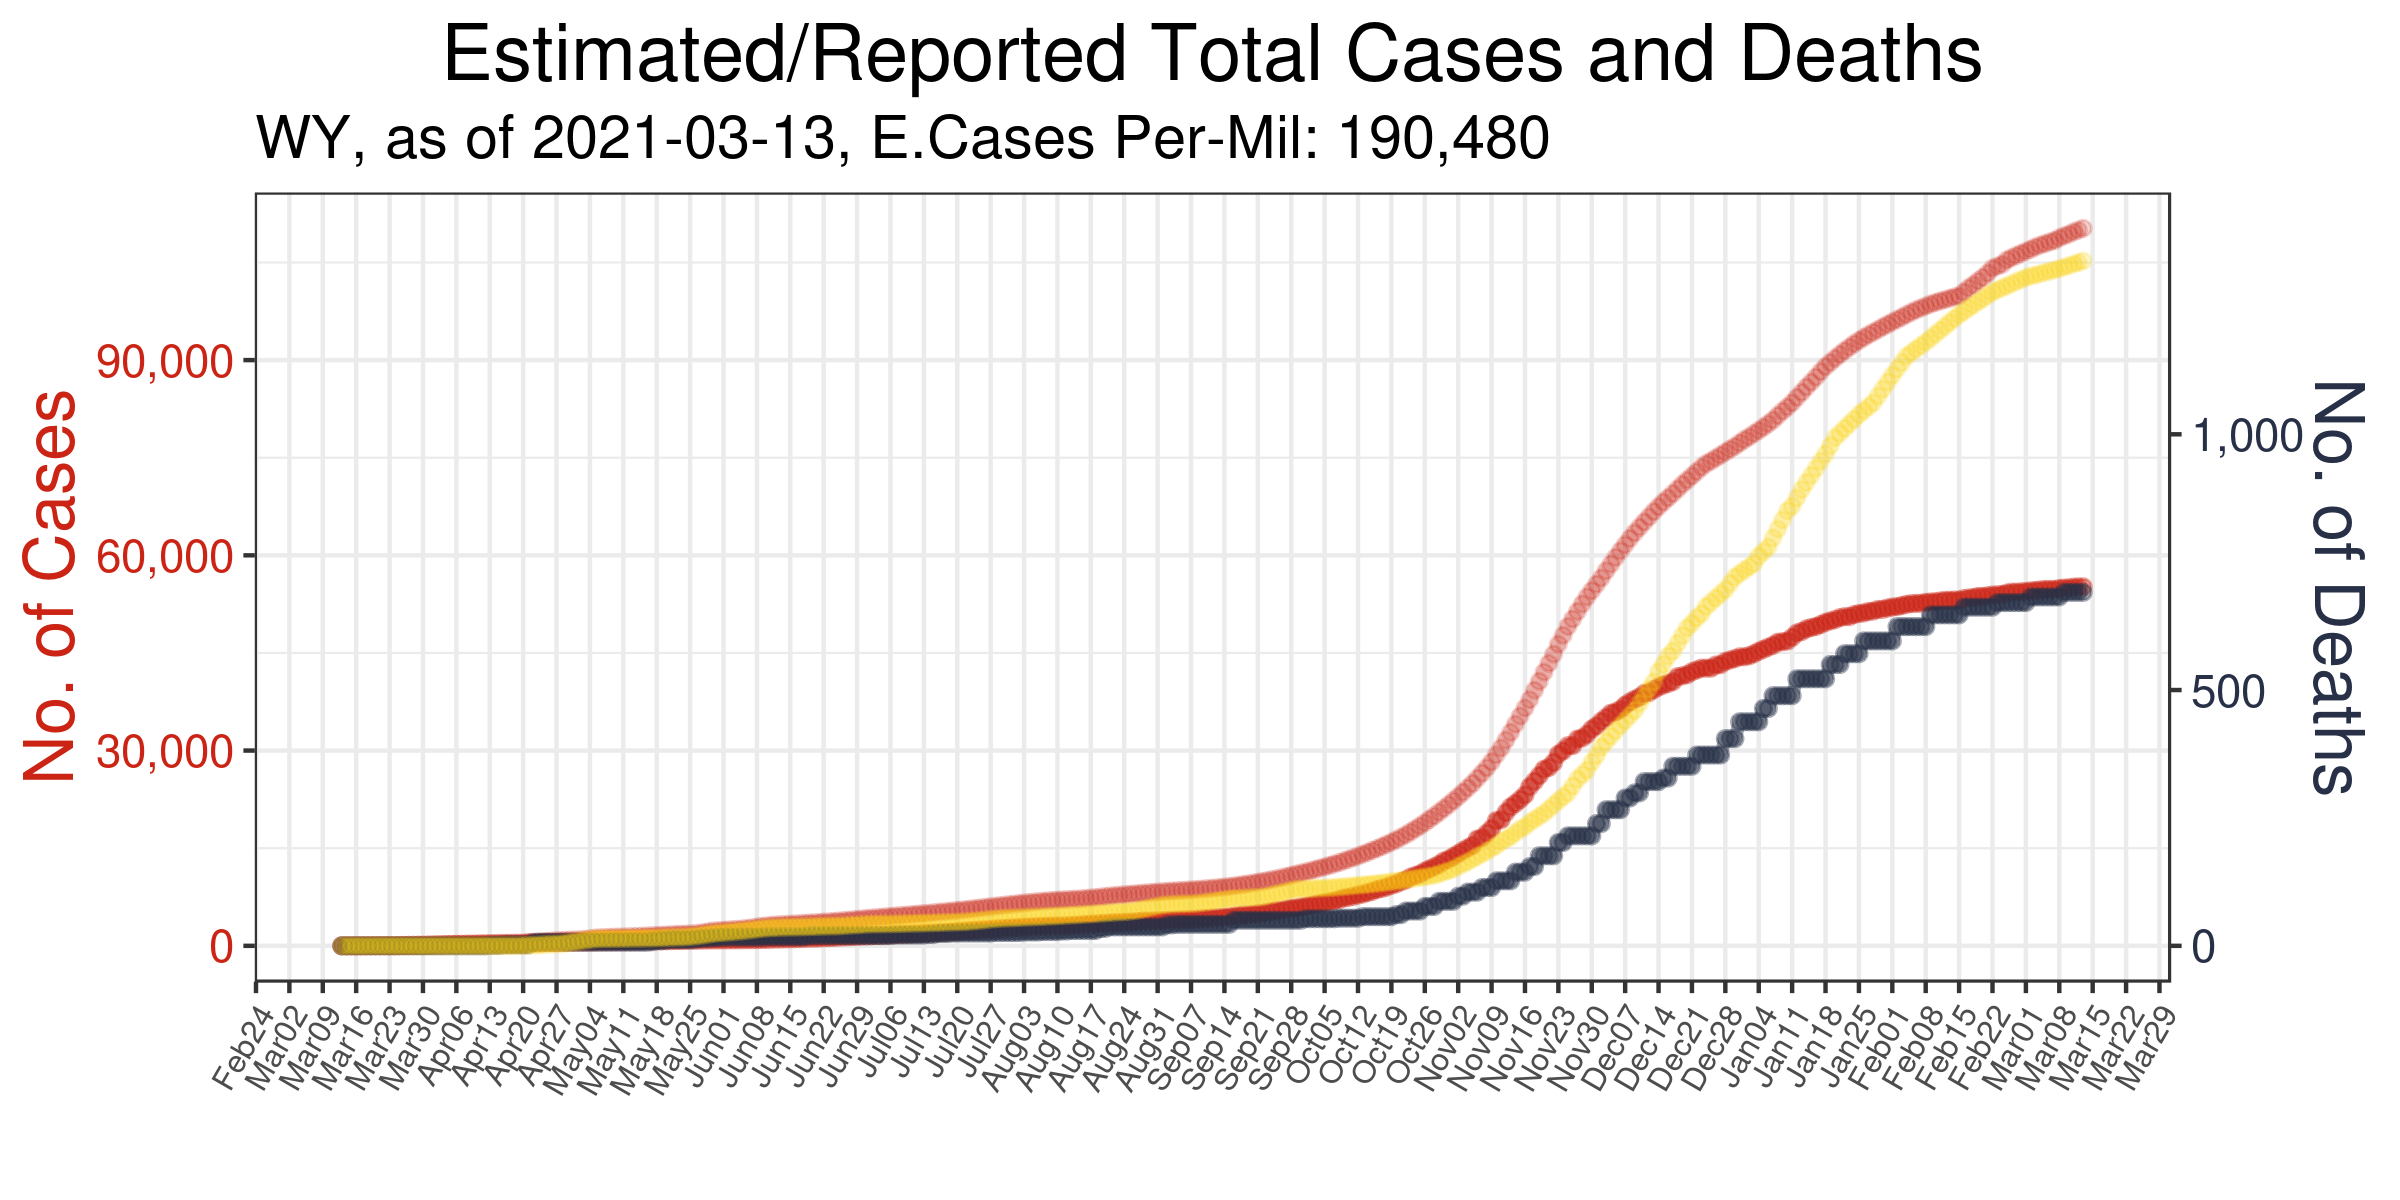 Estimated/Reported Total Cases and Deaths
WY, as of 2021-03-13, E.Cases Per-Mil: 190,480
No. of Cases
90,000
60,000
30,000
0
1,000
500
0
No. of Deaths
Feb24
Mar02
Mar09
Mar16
Mar23
Mar30
Apr06
Apr13
Apr20
Apr27
May04
May11
May18
May25
Jun01
Jun08
Jun15
Jun22
Jun29
Jul06
Jul13
Jul20
Jul27
Aug03
Aug10
Aug17
Aug24
Aug31
Sep07
Sep14
Sep21
Sep28
Oct05
Oct12
Oct19
Oct26
Nov02
Nov09
Nov16
Nov23
Nov30
Dec07
Dec14
Dec21
Dec28
Jan04
Jan11
Jan18
Jan25
Feb01
Feb08
Feb15
Feb22
Mar01
Mar08
Mar15
Mar22
Mar29